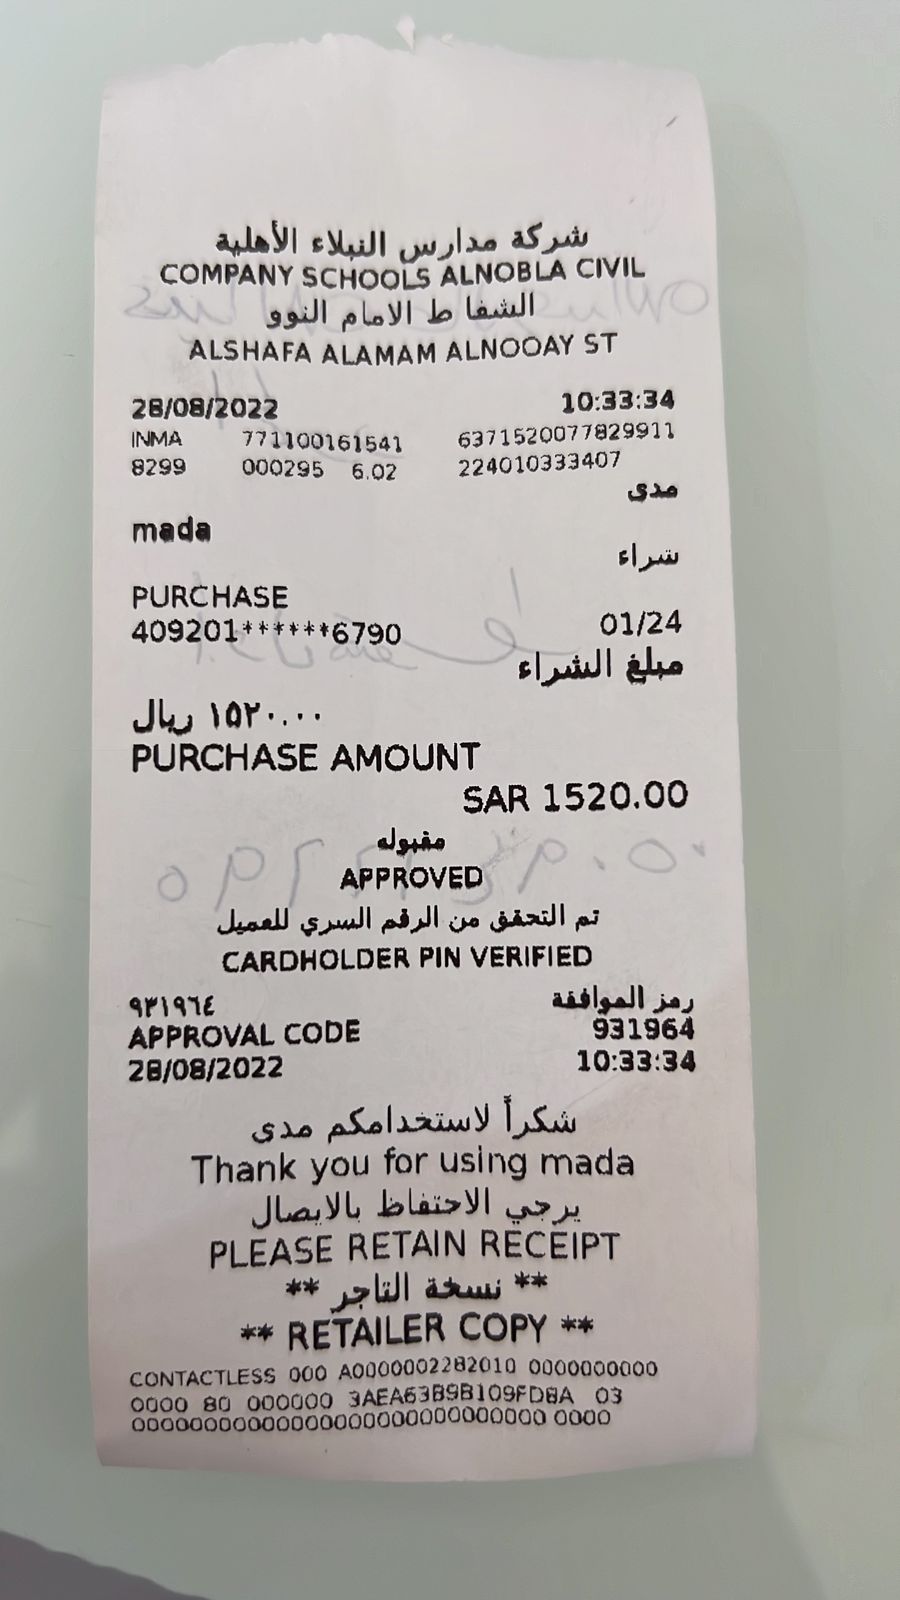 شركة مدارس النبلاء الأهلية
COMPANY SCHOOLS ALNOBLA CIVIL
الشفا ط الامام النوو
ALSHAFA ALAMAM ALNOOAY ST
28/08/2022 10:33:34
INMA 771100161541 6371520077829911
8299 000295 6.02 224010333407
مدى
mada
شراء
PURCHASE
409201******6790 01/24
مبلغ الشراء
١٥٢٠.٠٠ ريال
PURCHASE AMOUNT
SAR 1520.00
مقبوله
APPROVED
تم التحقق من الرقم السري للعميل
CARDHOLDER PIN VERIFIED
٩٣١٩٦٤ رمز الموافقة
APPROVAL CODE 931964
28/08/2022 10:33:34
شكراً لاستخدامكم مدى
Thank you for using mada
يرجي الاحتفاظ بالايصال
PLEASE RETAIN RECEIPT
** نسخة التاجر **
** RETAILER COPY **
CONTACTLESS 000 A0000002282010 0000000000
0000 80 000000 3AEA63B9B109FD8A 03
00000000000000000000000000000 0000